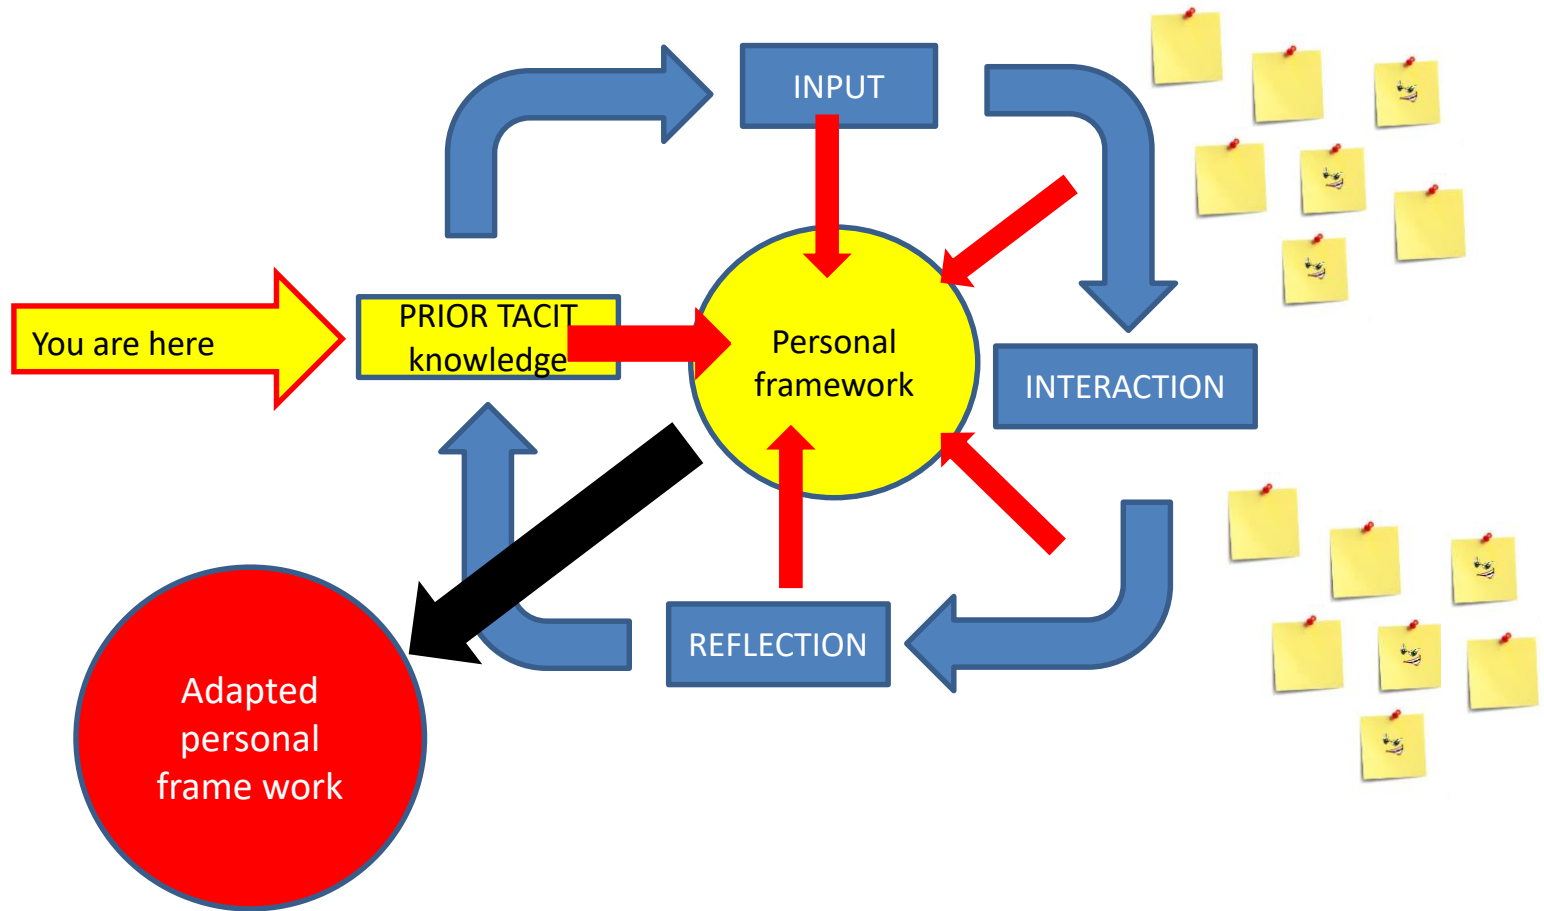 INPUT
You are here
PRIOR TACIT
knowledge
Personal
framework
INTERACTION
REFLECTION
Adapted
personal
frame work